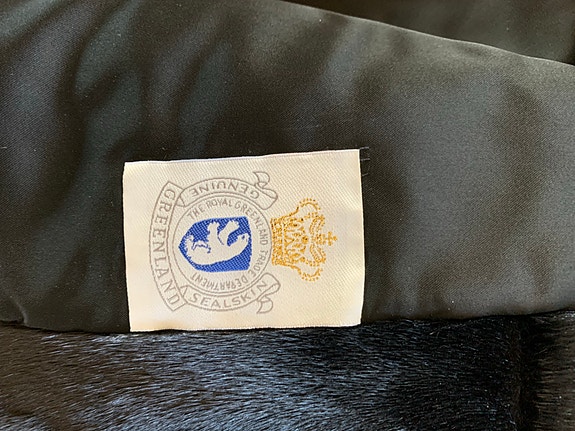 THE ROYAL GREENLAND TRADE DEPARTMENT
GENUINE
GREENLAND
SEALSKIN